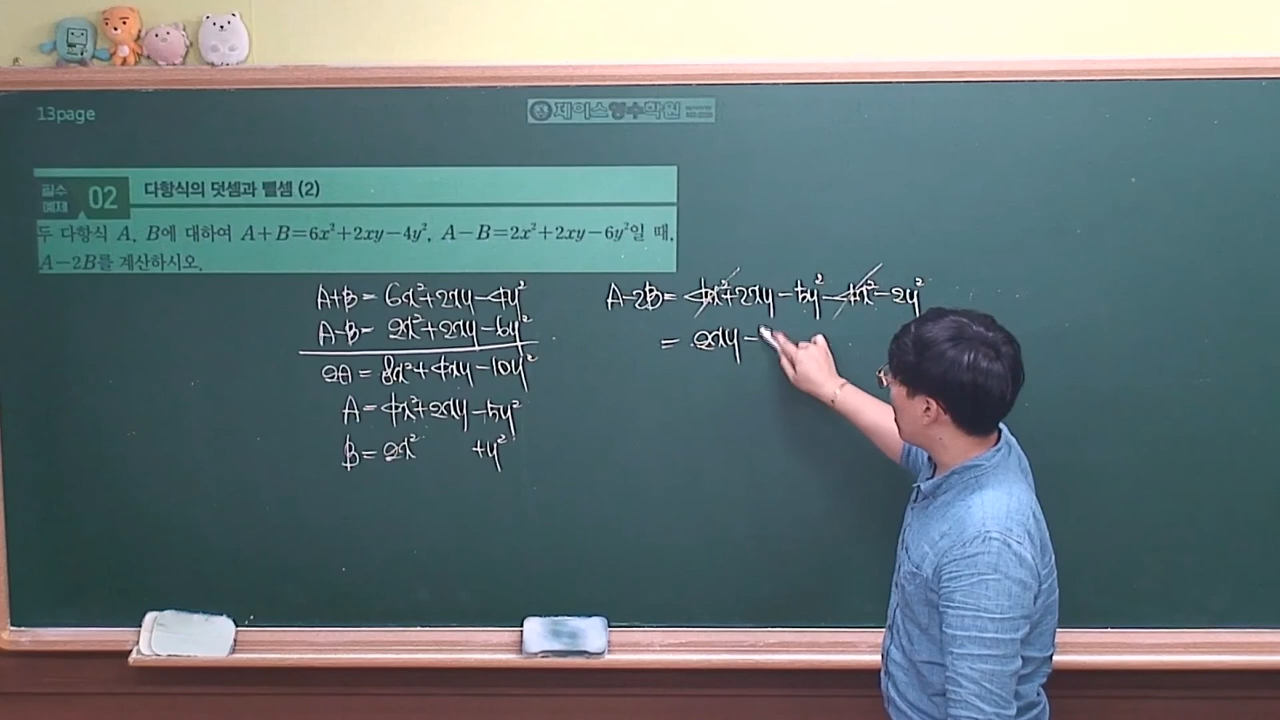 13page
제이스영수학원
필수 예제 02 다항식의 덧셈과 뺄셈 (2)
두 다항식 A, B에 대하여 A+B=6x²+2xy−4y², A−B=2x²+2xy−6y²일 때,
A−2B를 계산하시오.
A+B = 6x²+2xy−4y²
A−B = 2x²+2xy−6y²
2A = 8x²+4xy−10y²
A = 4x²+2xy−5y²
B = 2x² +y²
A−2B = 4x²+2xy−5y²−4x²−2y²
= 2xy−